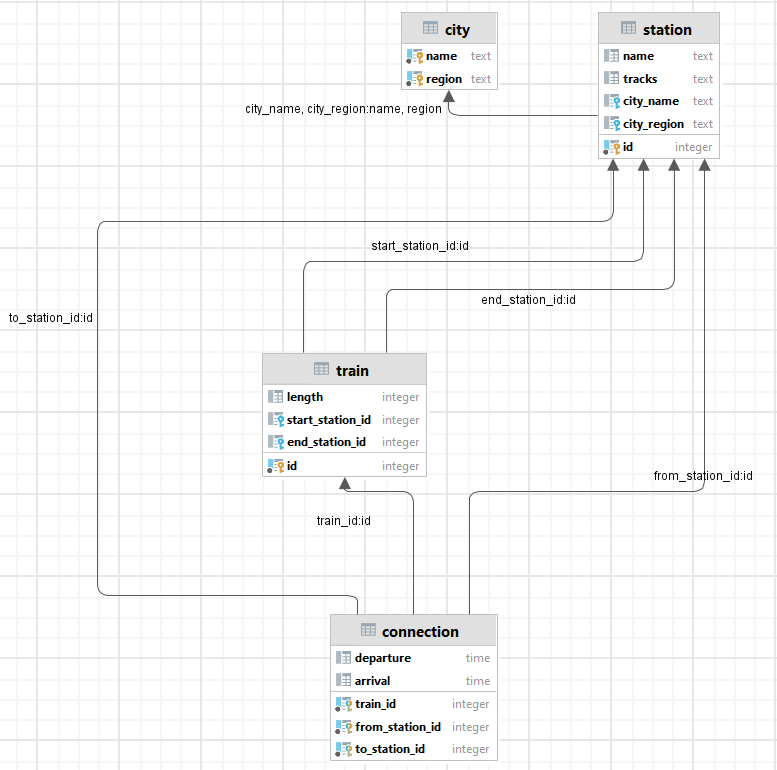 city
name text
region text
station
name text
tracks text
city_name text
city_region text
id integer
city_name, city_region:name, region
start_station_id:id
end_station_id:id
to_station_id:id
train
length integer
start_station_id integer
end_station_id integer
id integer
from_station_id:id
train_id:id
connection
departure time
arrival time
train_id integer
from_station_id integer
to_station_id integer